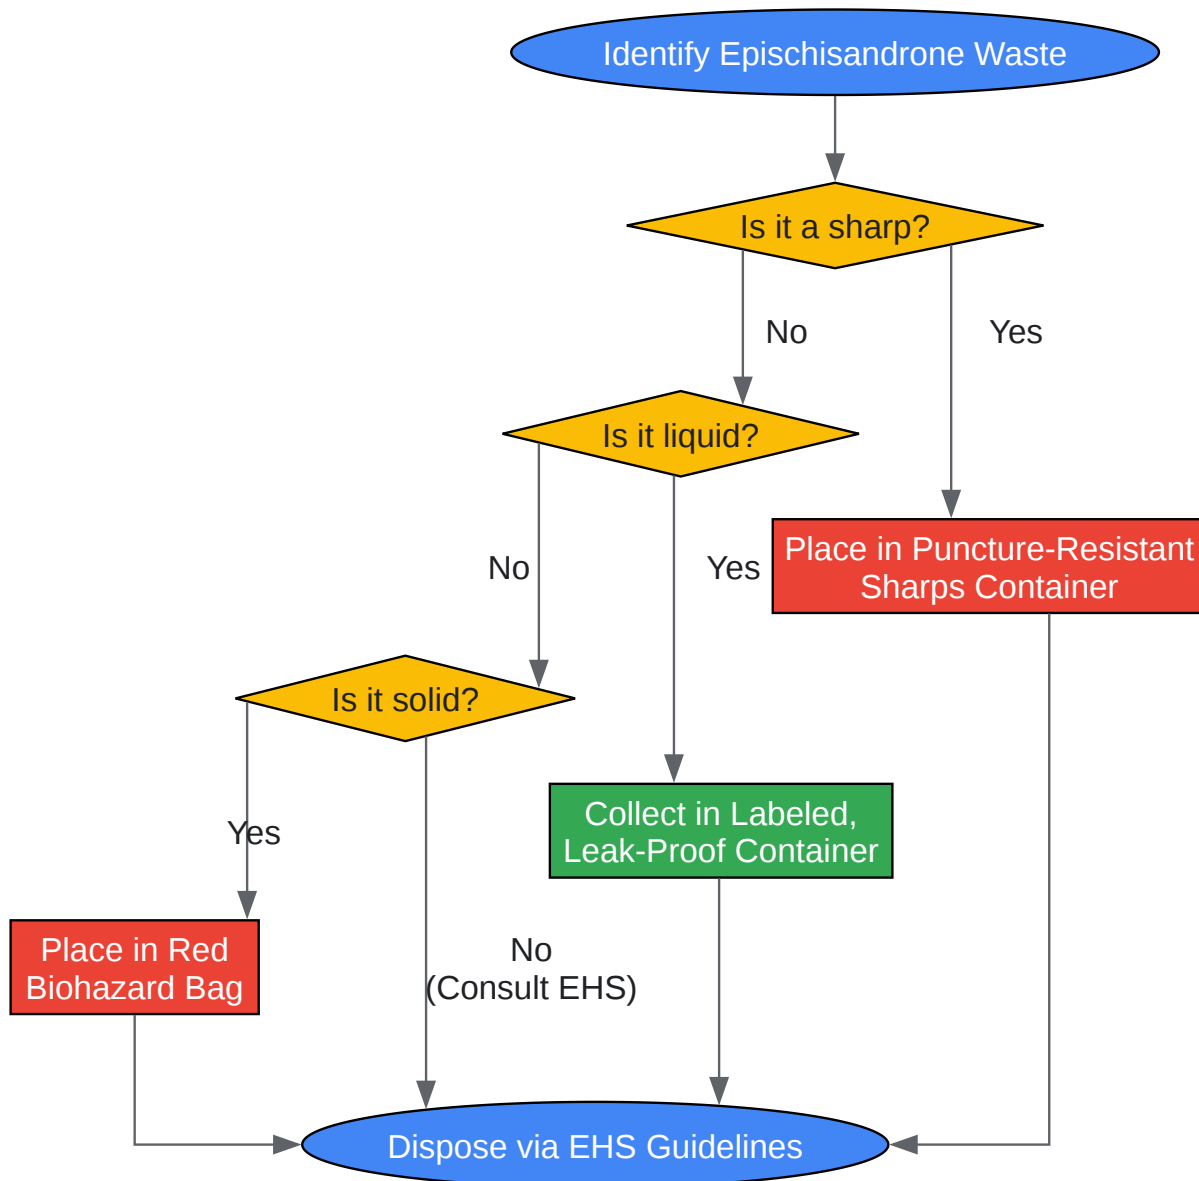 Identify Epischisandrone Waste
Is it a sharp?
No
Yes
Is it liquid?
No
Yes
Place in Puncture-Resistant
Sharps Container
Is it solid?
Yes
Collect in Labeled,
Leak-Proof Container
Place in Red
Biohazard Bag
No
(Consult EHS)
Dispose via EHS Guidelines